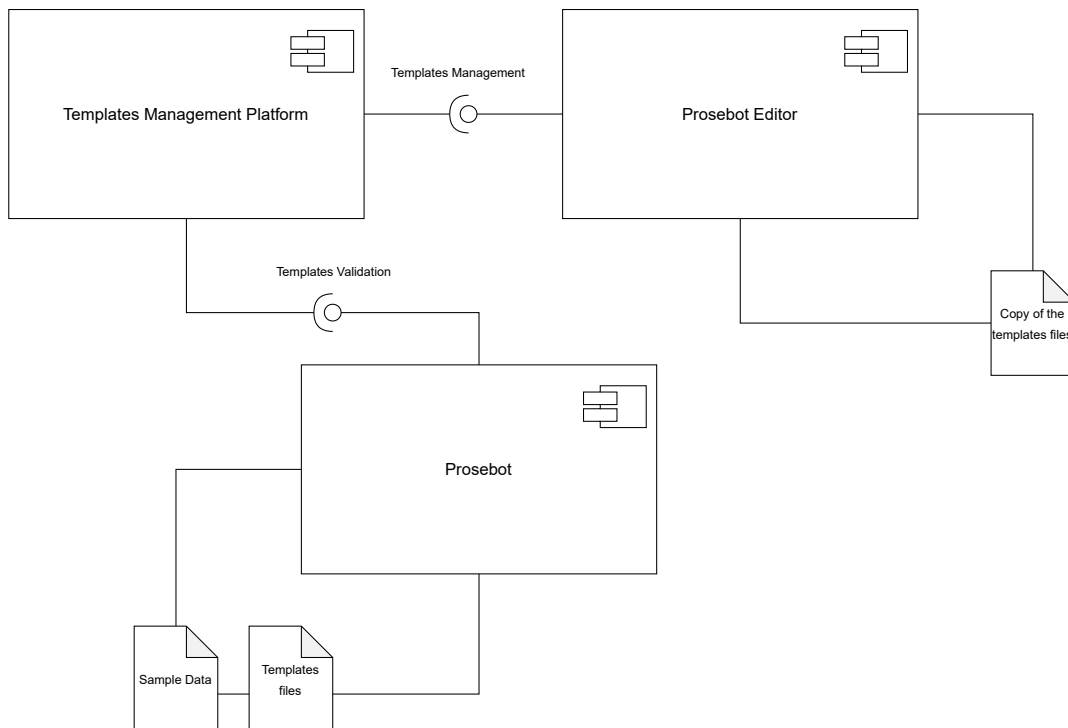 Templates Management
Templates Management Platform
Prosebot Editor
Templates Validation
Copy of the
templates files
Prosebot
Sample Data
Templates
files